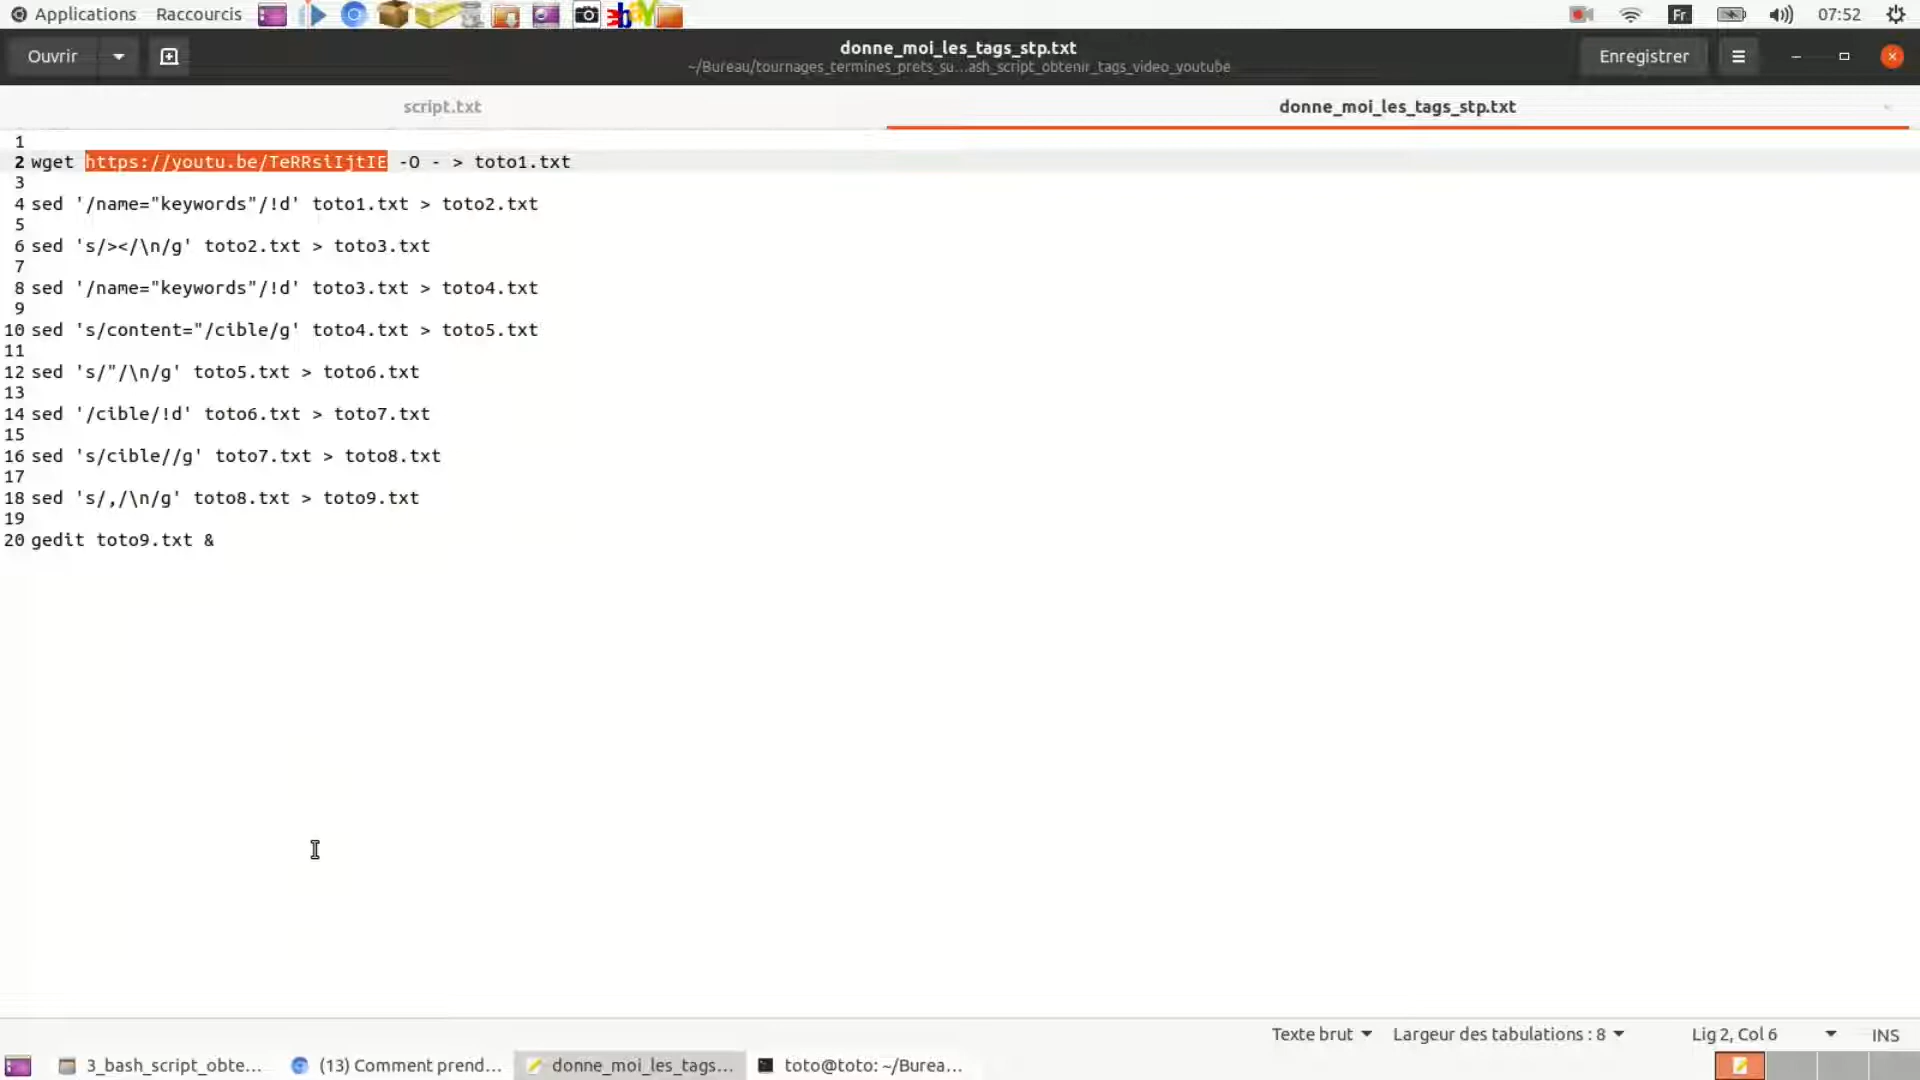 Applications Raccourcis Fr 07:52
Ouvrir donne_moi_les_tags_stp.txt Enregistrer
~/Bureau/tournages_termines_prets_su…ash_script_obtenir_tags_video_youtube
script.txt donne_moi_les_tags_stp.txt
1
2 wget https://youtu.be/TeRRsiIjtIE -O - > toto1.txt
3
4 sed '/name="keywords"/!d' toto1.txt > toto2.txt
5
6 sed 's/></\n/g' toto2.txt > toto3.txt
7
8 sed '/name="keywords"/!d' toto3.txt > toto4.txt
9
10 sed 's/content="/cible/g' toto4.txt > toto5.txt
11
12 sed 's/"/\n/g' toto5.txt > toto6.txt
13
14 sed '/cible/!d' toto6.txt > toto7.txt
15
16 sed 's/cible//g' toto7.txt > toto8.txt
17
18 sed 's/,/\n/g' toto8.txt > toto9.txt
19
20 gedit toto9.txt &
Texte brut Largeur des tabulations : 8 Lig 2, Col 6 INS
3_bash_script_obte… (13) Comment prend… donne_moi_les_tags… toto@toto: ~/Burea…